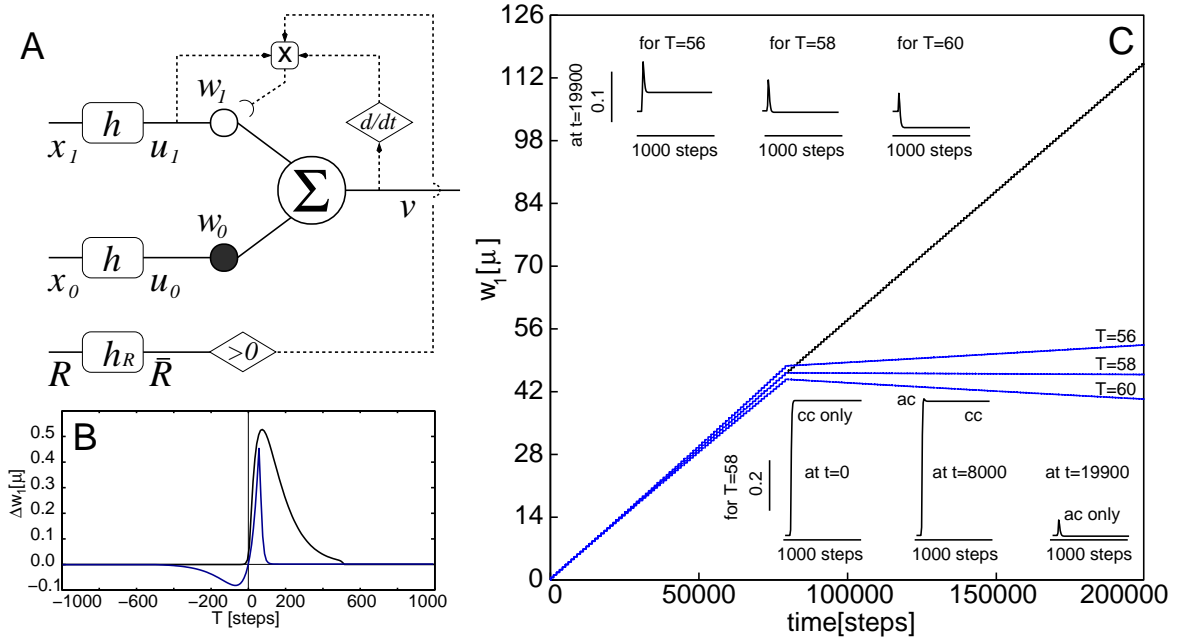 A
X
w1
h
x1
u1
d/dt
Σ
v
w0
h
x0
u0
R
hR
R̄
>0
B
Δw1[μ]
0.5
0.4
0.3
0.2
0.1
0.0
−0.1
−1000 −600 −200 0 200 600 1000
T [steps]
C
w1[μ]
126
112
98
84
70
56
42
28
14
0
0 50000 100000 150000 200000
time[steps]
for T=56 for T=58 for T=60
at t=19900
0.1
1000 steps 1000 steps 1000 steps
T=56
T=58
T=60
for T=58
0.2
cc only ac cc
at t=0 at t=8000 at t=19900
ac only
1000 steps 1000 steps 1000 steps